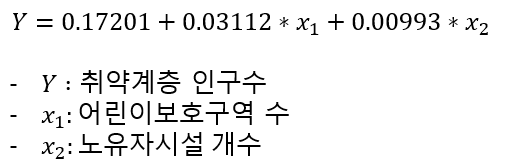 Y = 0.17201 + 0.03112 * x₁ + 0.00993 * x₂
- Y : 취약계층 인구수
- x₁: 어린이보호구역 수
- x₂: 노유자시설 개수